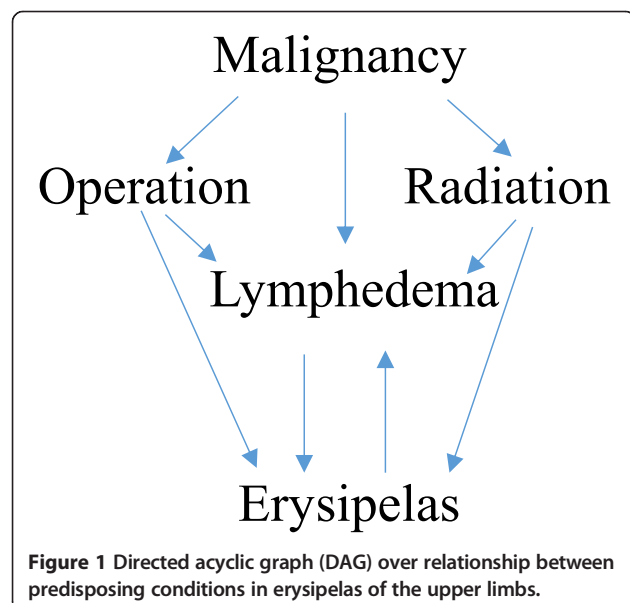 Malignancy
Operation Radiation
Lymphedema
Erysipelas
Figure 1 Directed acyclic graph (DAG) over relationship between
predisposing conditions in erysipelas of the upper limbs.